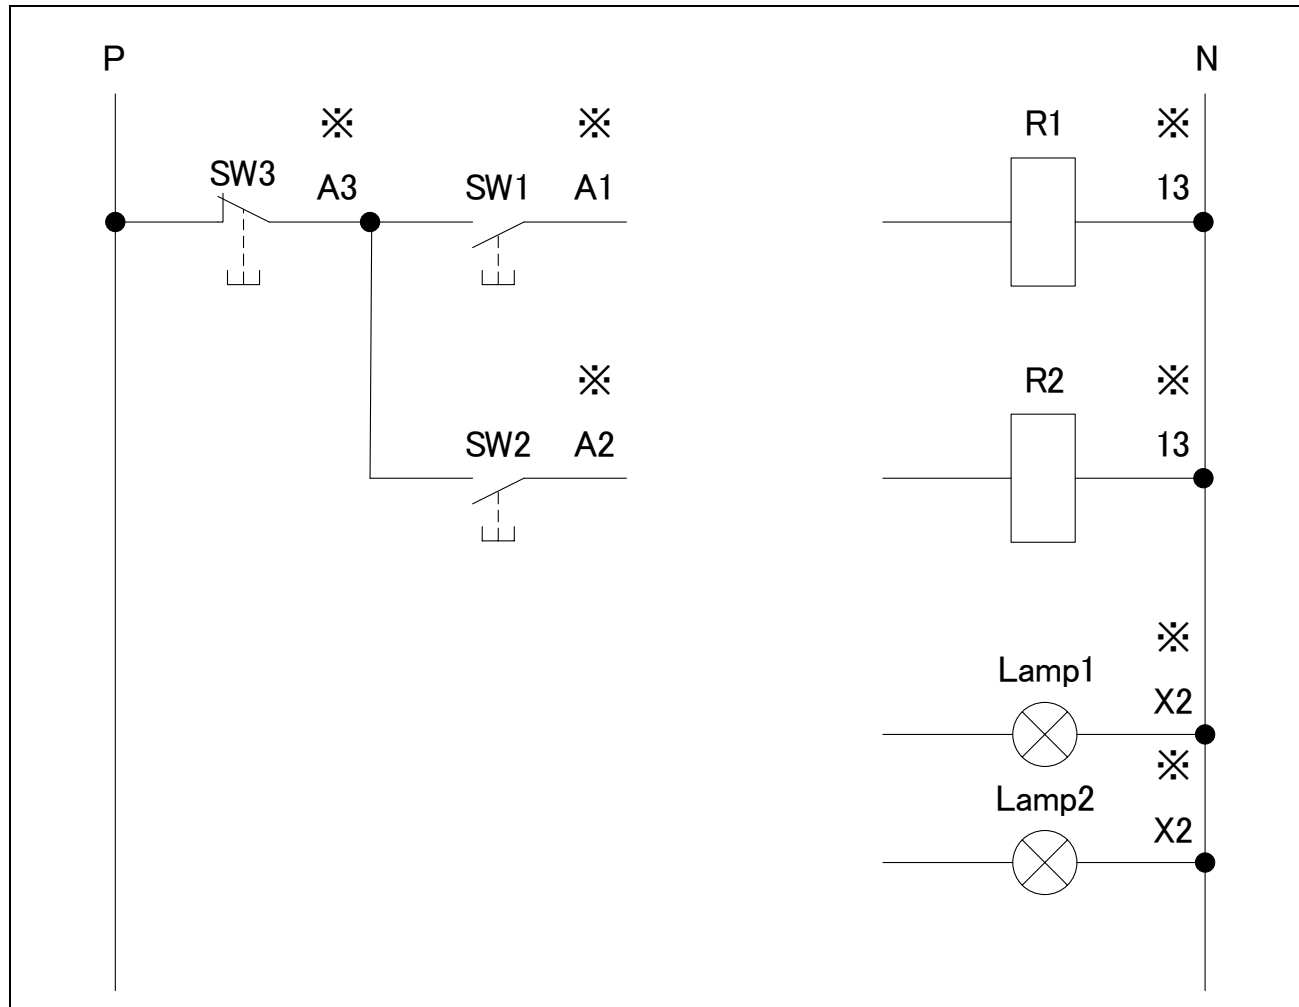 P N
※ ※ R1 ※
SW3 A3 SW1 A1 13
※ R2 ※
SW2 A2 13
※
Lamp1 X2
※
Lamp2 X2